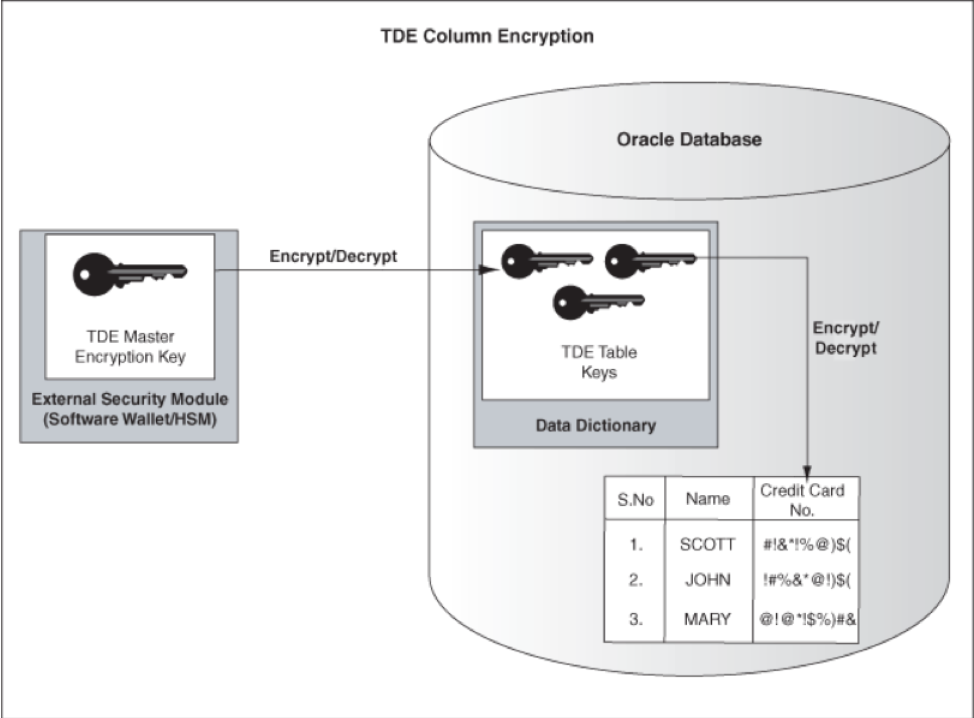 TDE Column Encryption
Oracle Database
Encrypt/Decrypt
TDE Master
Encryption Key
External Security Module
(Software Wallet/HSM)
TDE Table
Keys
Data Dictionary
Encrypt/
Decrypt
S.No Name Credit Card
No.
1. SCOTT #!&*!%@)$(
2. JOHN !#%&*@!)$(
3. MARY @!@*!$%)#&